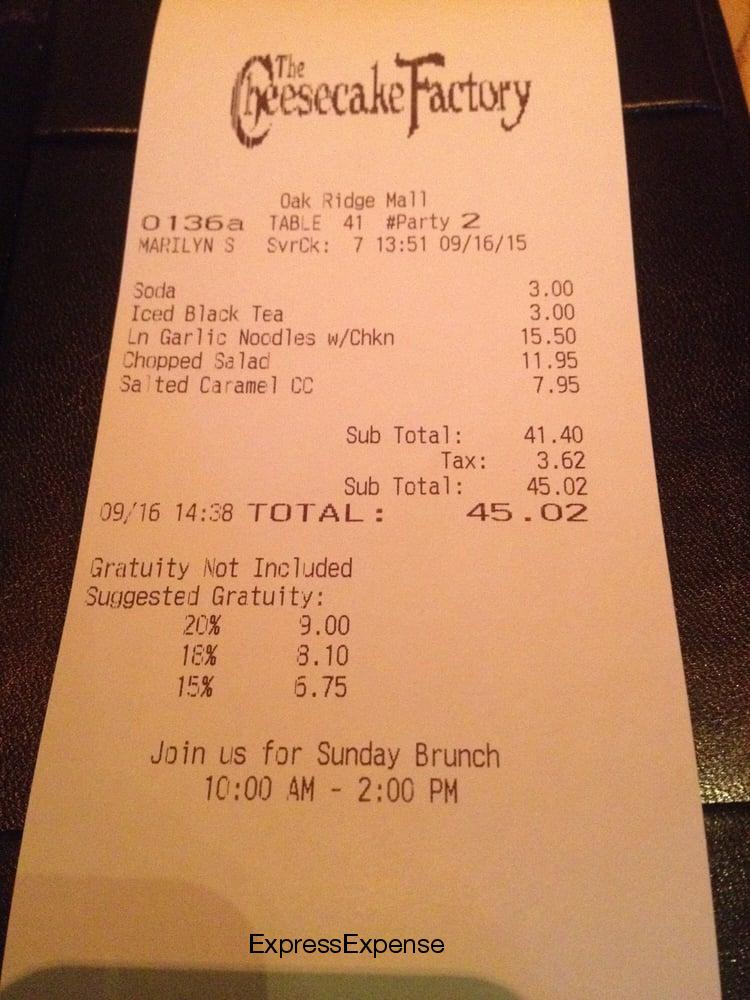 The
Cheesecake Factory
Oak Ridge Mall
0136a TABLE 41 #Party 2
MARILYN S SvrCk: 7 13:51 09/16/15
Soda 3.00
Iced Black Tea 3.00
Ln Garlic Noodles w/Chkn 15.50
Chopped Salad 11.95
Salted Caramel CC 7.95
Sub Total: 41.40
Tax: 3.62
Sub Total: 45.02
09/16 14:38 TOTAL: 45.02
Gratuity Not Included
Suggested Gratuity:
20% 9.00
18% 8.10
15% 6.75
Join us for Sunday Brunch
10:00 AM - 2:00 PM
ExpressExpense